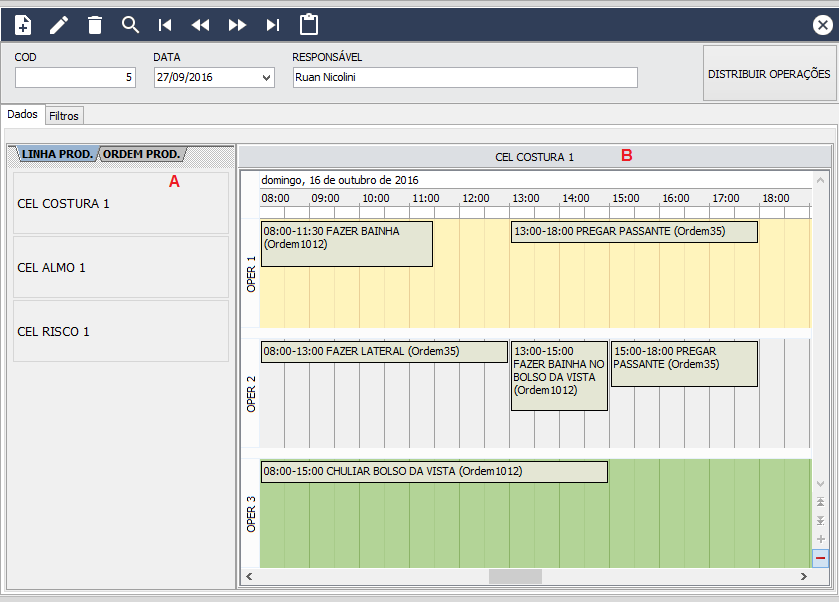 COD
DATA
RESPONSÁVEL
5
27/09/2016
Ruan Nicolini
DISTRIBUIR OPERAÇÕES
Dados
Filtros
LINHA PROD.
ORDEM PROD.
A
CEL COSTURA 1
CEL ALMO 1
CEL RISCO 1
CEL COSTURA 1
B
domingo, 16 de outubro de 2016
08:00 09:00 10:00 11:00 12:00 13:00 14:00 15:00 16:00 17:00 18:00
OPER 1
08:00-11:30 FAZER BAINHA
(Ordem1012)
13:00-18:00 PREGAR PASSANTE (Ordem35)
OPER 2
08:00-13:00 FAZER LATERAL (Ordem35)
13:00-15:00
FAZER BAINHA NO
BOLSO DA VISTA
(Ordem1012)
15:00-18:00 PREGAR
PASSANTE (Ordem35)
OPER 3
08:00-15:00 CHULIAR BOLSO DA VISTA (Ordem1012)